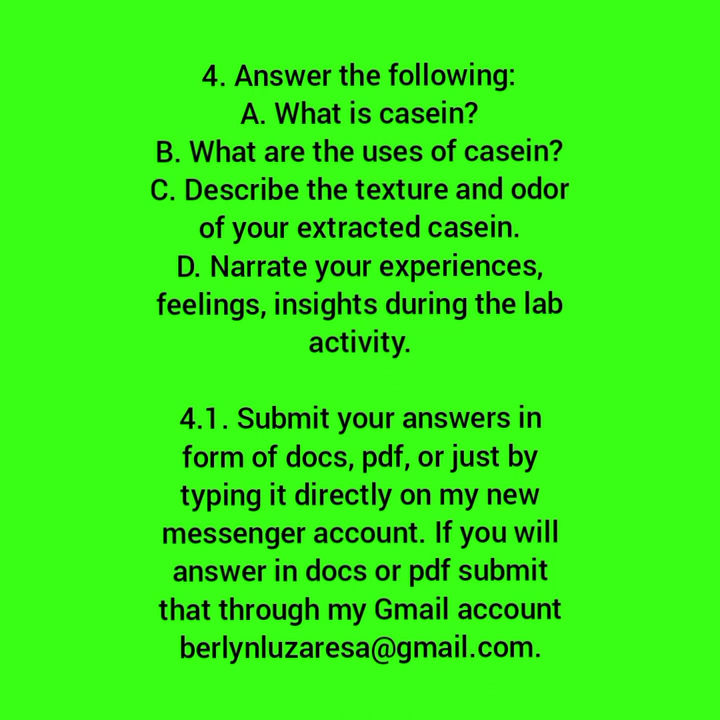 4. Answer the following:
A. What is casein?
B. What are the uses of casein?
C. Describe the texture and odor
of your extracted casein.
D. Narrate your experiences,
feelings, insights during the lab
activity.
4.1. Submit your answers in
form of docs, pdf, or just by
typing it directly on my new
messenger account. If you will
answer in docs or pdf submit
that through my Gmail account
berlynluzaresa@gmail.com.